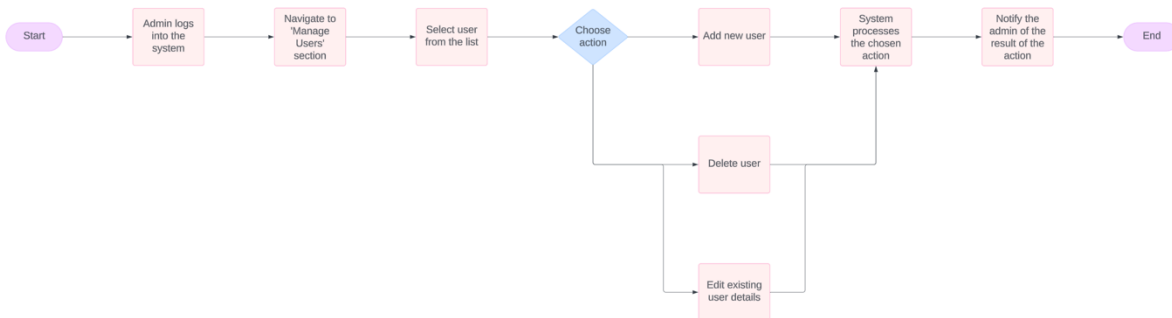 Start
Admin logs
into the
system
Navigate to
'Manage
Users'
section
Select user
from the list
Choose
action
Add new user
System
processes
the chosen
action
Notify the
admin of the
result of the
action
End
Delete user
Edit existing
user details